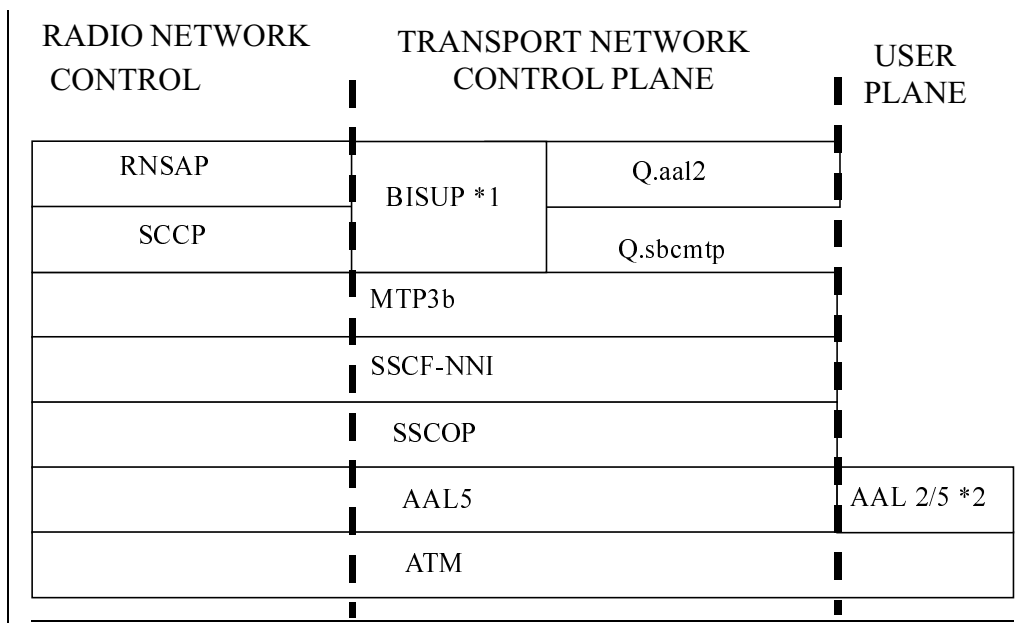 RADIO NETWORK
CONTROL
TRANSPORT NETWORK
CONTROL PLANE
USER
PLANE
RNSAP
SCCP
BISUP *1
Q.aal2
Q.sbcmtp
MTP3b
SSCF-NNI
SSCOP
AAL5
AAL 2/5 *2
ATM